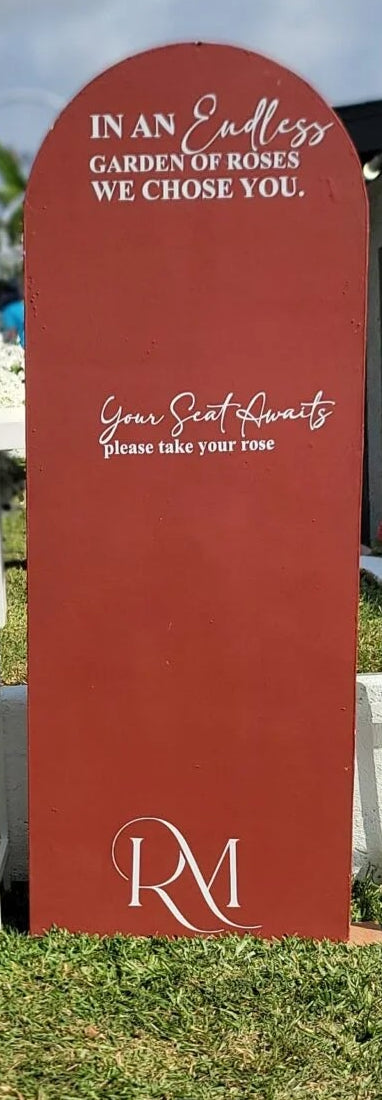 IN AN Endless
GARDEN OF ROSES
WE CHOSE YOU.
Your Seat Awaits
please take your rose
RM